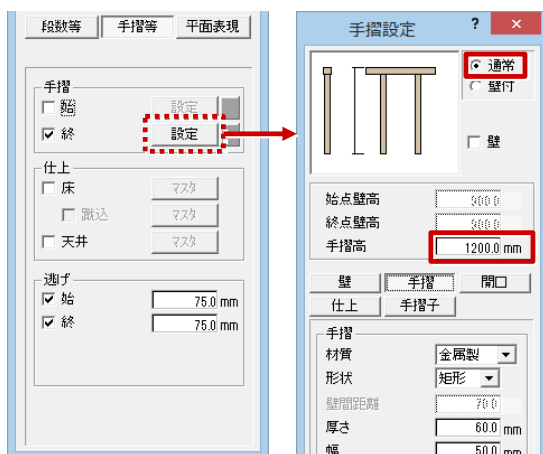 段数等 手摺等 平面表現
手摺
始 設定
終 設定
仕上
床 マスタ
蹴込 マスタ
天井 マスタ
逃げ
始 75.0 mm
終 75.0 mm
手摺設定 ? ×
通常
壁付
壁
始点壁高 900.0
終点壁高 900.0
手摺高 1200.0 mm
壁 手摺 開口
仕上 手摺子
手摺
材質 金属製
形状 矩形
壁間距離 70.0
厚さ 60.0 mm
幅 50.0 mm